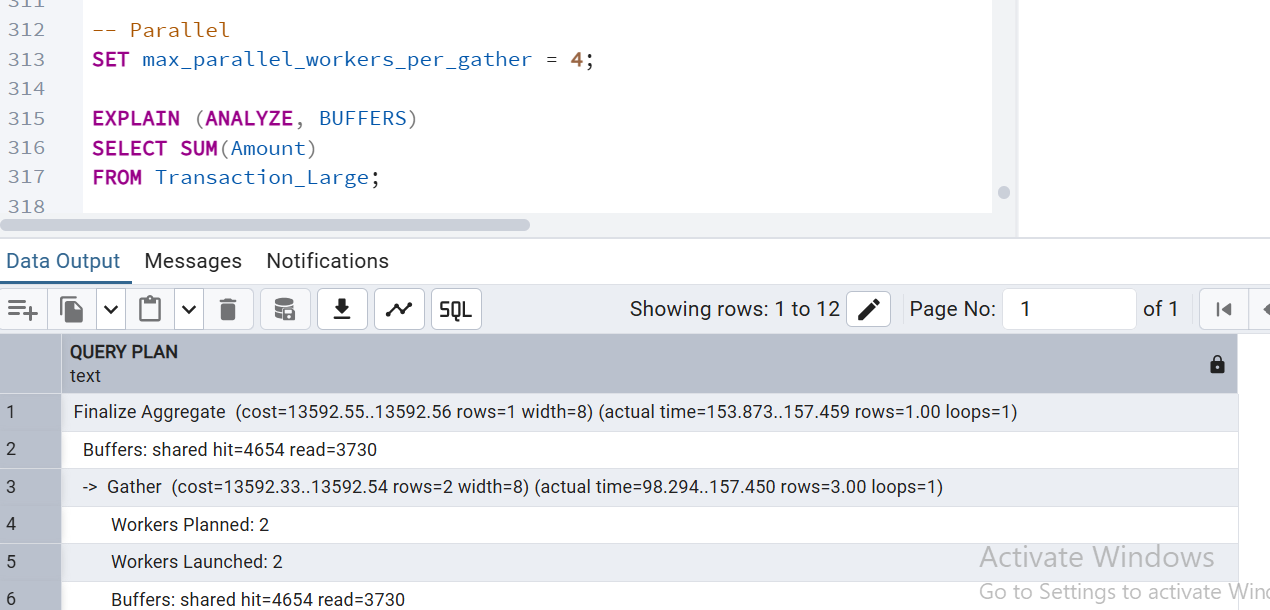 311
312 -- Parallel
313 SET max_parallel_workers_per_gather = 4;
314
315 EXPLAIN (ANALYZE, BUFFERS)
316 SELECT SUM(Amount)
317 FROM Transaction_Large;
318
Data Output Messages Notifications
SQL Showing rows: 1 to 12 Page No: 1 of 1
QUERY PLAN
text
1 Finalize Aggregate (cost=13592.55..13592.56 rows=1 width=8) (actual time=153.873..157.459 rows=1.00 loops=1)
2 Buffers: shared hit=4654 read=3730
3 -> Gather (cost=13592.33..13592.54 rows=2 width=8) (actual time=98.294..157.450 rows=3.00 loops=1)
4 Workers Planned: 2
5 Workers Launched: 2
6 Buffers: shared hit=4654 read=3730
Activate Windows
Go to Settings to activate Wind